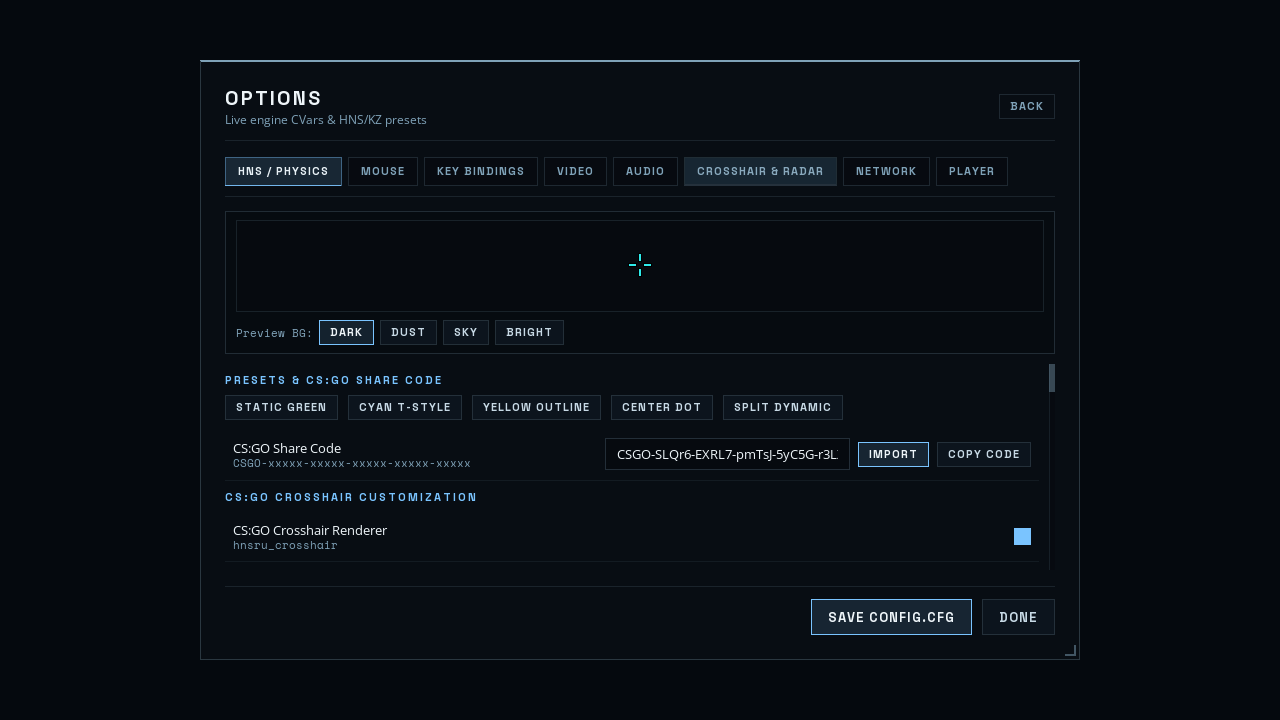 OPTIONS
Live engine CVars & HNS/KZ presets
BACK
HNS / PHYSICS
MOUSE
KEY BINDINGS
VIDEO
AUDIO
CROSSHAIR & RADAR
NETWORK
PLAYER
Preview BG:
DARK
DUST
SKY
BRIGHT
PRESETS & CS:GO SHARE CODE
STATIC GREEN
CYAN T-STYLE
YELLOW OUTLINE
CENTER DOT
SPLIT DYNAMIC
CS:GO Share Code
CSGO-xxxxx-xxxxx-xxxxx-xxxxx-xxxxx
CSGO-SLQr6-EXRL7-pmTsJ-5yC5G-r3L
IMPORT
COPY CODE
CS:GO CROSSHAIR CUSTOMIZATION
CS:GO Crosshair Renderer
hnsru_crosshair
SAVE CONFIG.CFG
DONE